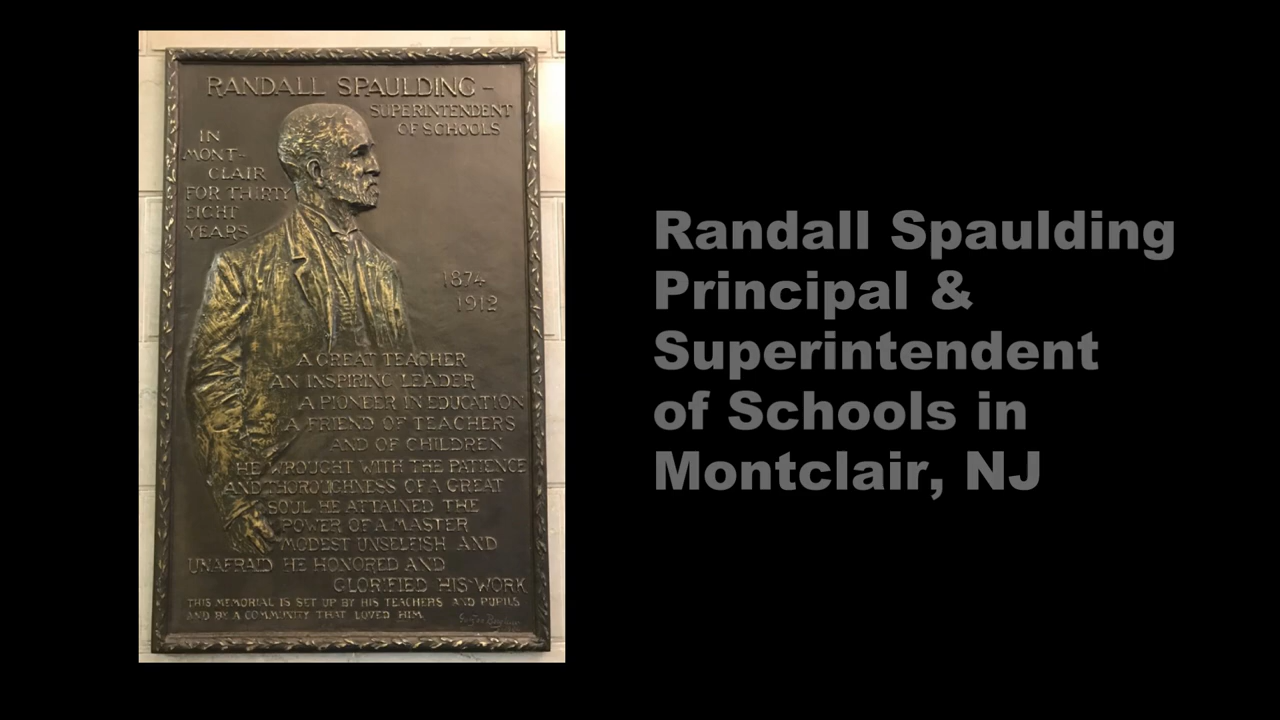 RANDALL SPAULDING –
SUPERINTENDENT
OF SCHOOLS
IN
MONT-
CLAIR
FOR THIRTY
EIGHT
YEARS
1874
1912
A GREAT TEACHER
AN INSPIRING LEADER
A PIONEER IN EDUCATION
A FRIEND OF TEACHERS
AND OF CHILDREN
HE WROUGHT WITH THE PATIENCE
AND THOROUGHNESS OF A GREAT
SOUL HE ATTAINED THE
POWER OF A MASTER
MODEST UNSELFISH AND
UNAFRAID HE HONORED AND
GLORIFIED HIS WORK
THIS MEMORIAL IS SET UP BY HIS TEACHERS AND PUPILS
AND BY A COMMUNITY THAT LOVED HIM.
Randall Spaulding
Principal &
Superintendent
of Schools in
Montclair, NJ